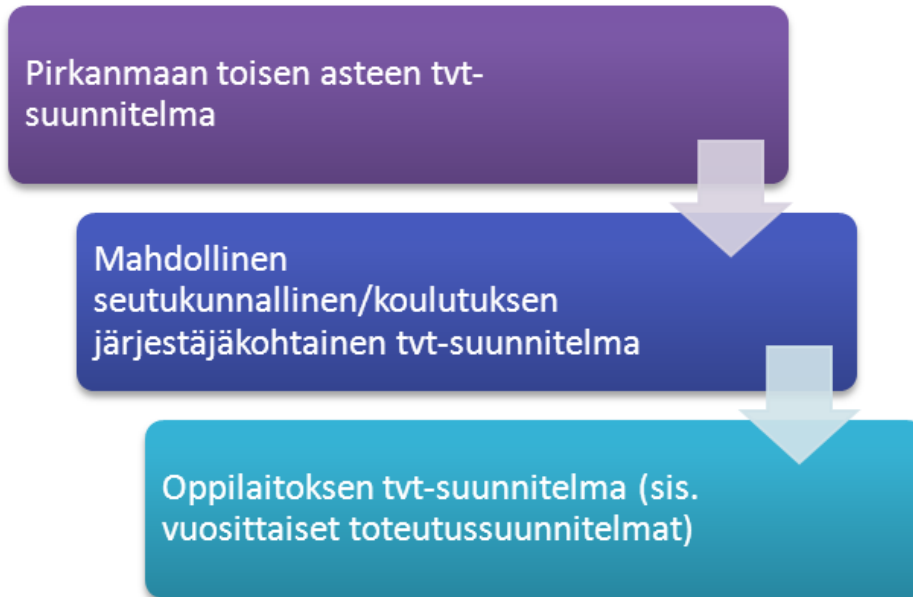 Pirkanmaan toisen asteen tvt-
suunnitelma
Mahdollinen
seutukunnallinen/koulutuksen
järjestäjäkohtainen tvt-suunnitelma
Oppilaitoksen tvt-suunnitelma (sis.
vuosittaiset toteutussuunnitelmat)